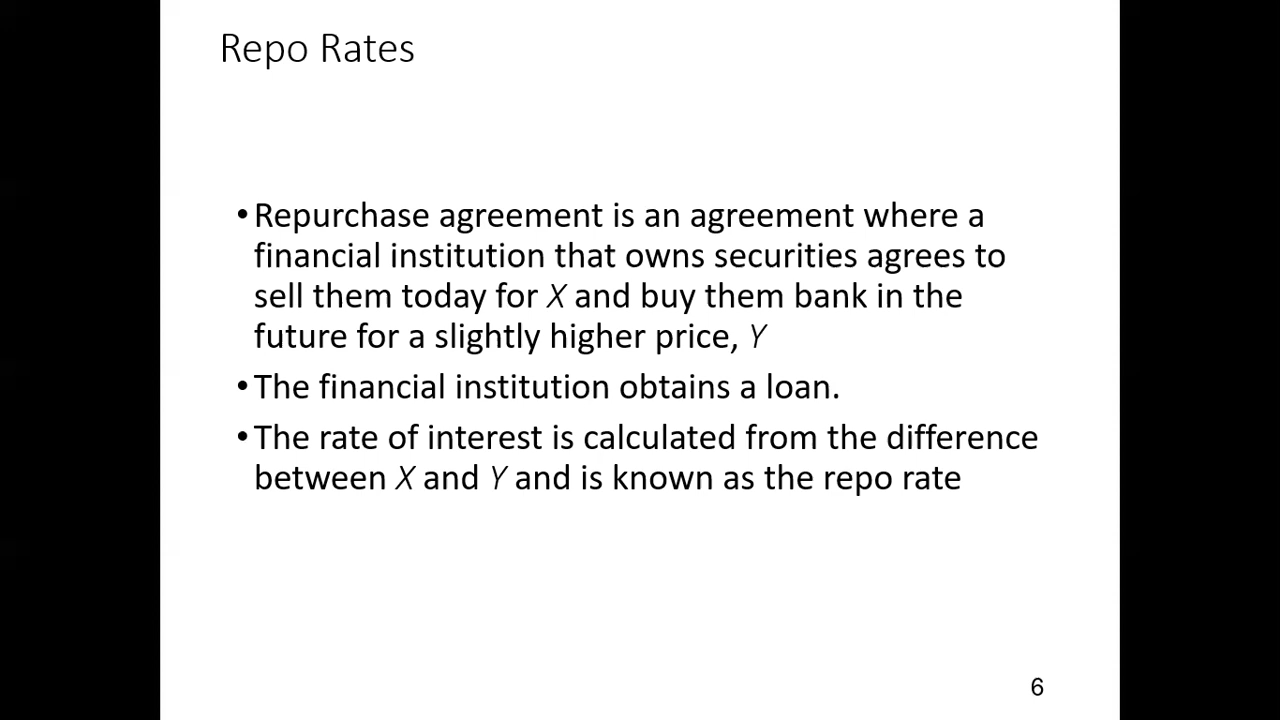 Repo Rates
•Repurchase agreement is an agreement where a
financial institution that owns securities agrees to
sell them today for X and buy them bank in the
future for a slightly higher price, Y
•The financial institution obtains a loan.
•The rate of interest is calculated from the difference
between X and Y and is known as the repo rate
6